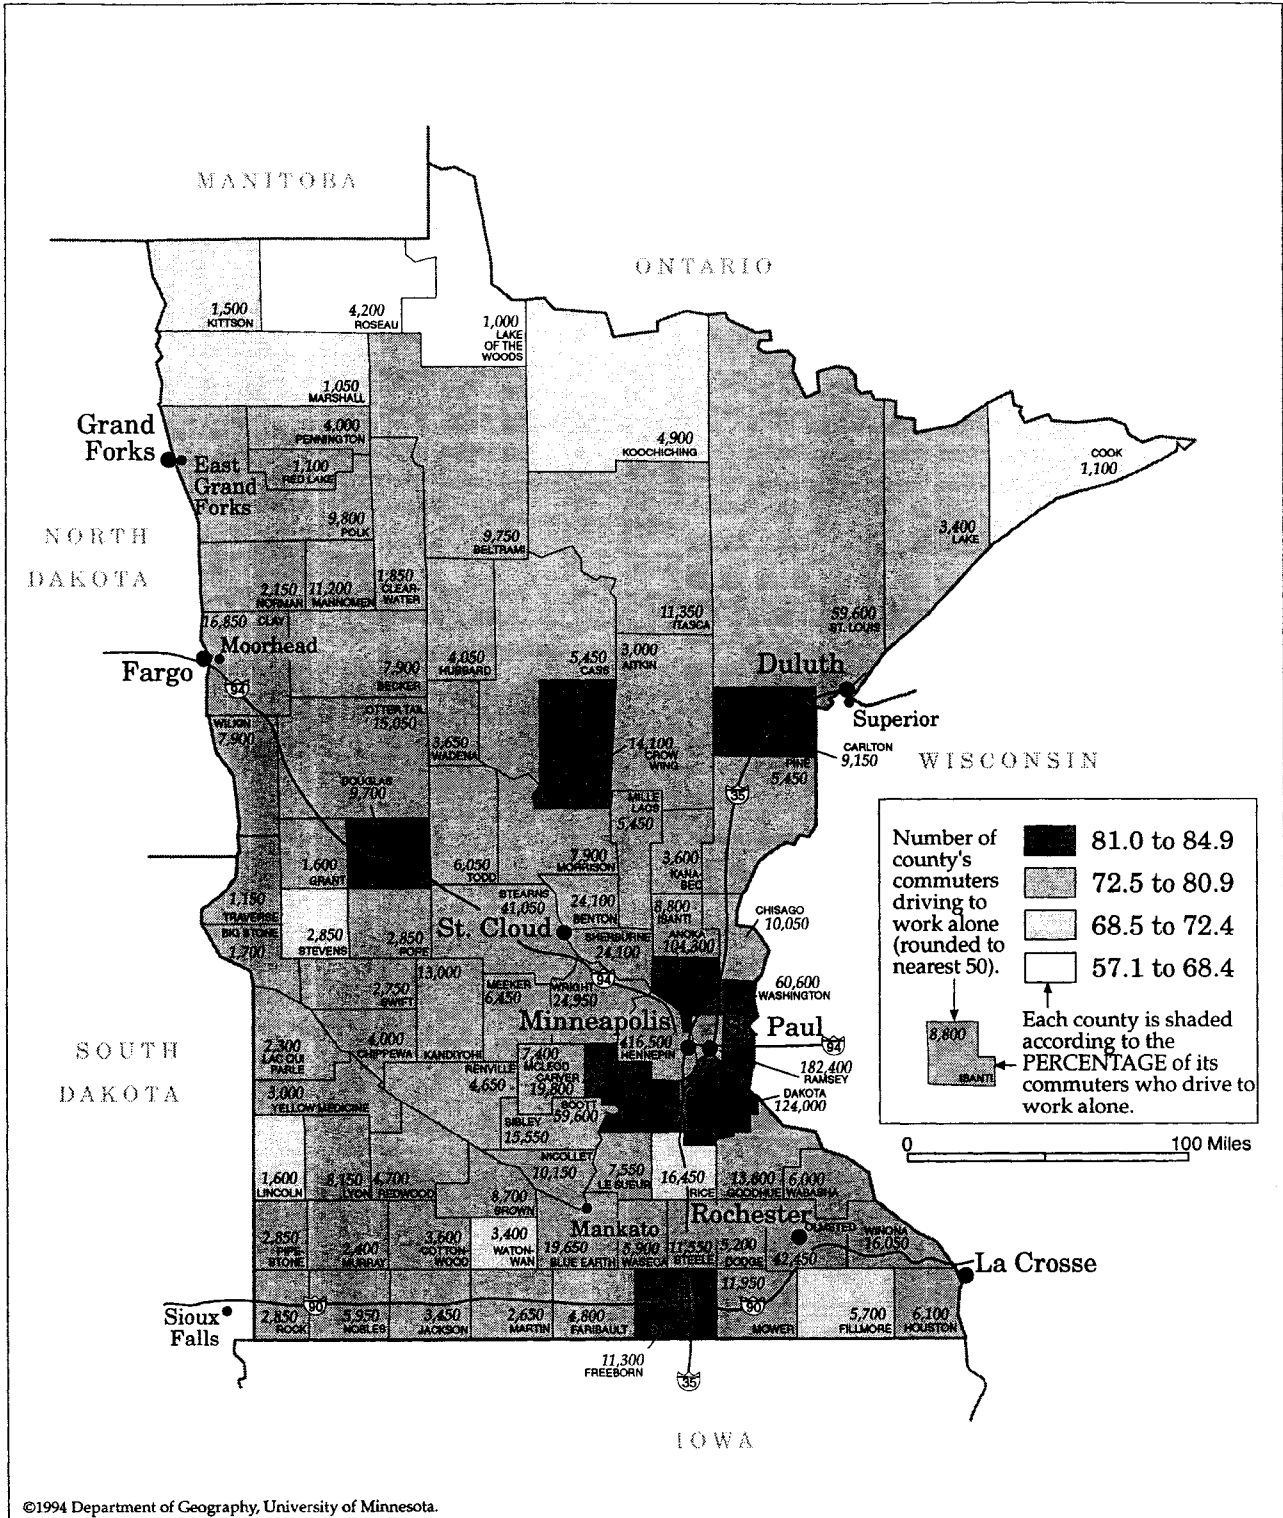 MANITOBA
ONTARIO
1,500
KITTSON
4,200
ROSEAU
1,000
LAKE
OF THE
WOODS
1,050
MARSHALL
4,900
KOOCHICHING
COOK
1,100
Grand
Forks
East
Grand
Forks
4,000
PENNINGTON
1,100
RED LAKE
9,800
POLK
9,750
BELTRAMI
3,400
LAKE
NORTH
DAKOTA
2,150
NORMAN
11,200
MAHNOMEN
1,850
CLEAR-
WATER
11,350
ITASCA
59,600
ST. LOUIS
16,850 CLAY
Moorhead
Fargo
94
7,900
BECKER
4,050
HUBBARD
5,450
CASS
3,000
AITKIN
Duluth
Superior
WILKIN
7,900
OTTER TAIL
15,050
3,650
WADENA
14,100
CROW
WING
CARLTON
9,150
PINE
5,450
WISCONSIN
35
DOUGLAS
9,700
MILLE
LACS
5,450
1,600
GRANT
6,050
TODD
7,900
MORRISON
3,600
KANA-
BEC
1,150
TRAVERSE
BIG STONE
1,700
2,850
STEVENS
2,850
POPE
STEARNS
41,050
24,100
BENTON
8,800
ISANTI
CHISAGO
10,050
St. Cloud
SHERBURNE
24,100
ANOKA
104,300
94
2,750
SWIFT
13,000
KANDIYOHI
MEEKER
6,450
WRIGHT
24,950
60,600
WASHINGTON
Minneapolis
416,500
HENNEPIN
Paul
94
182,400
RAMSEY
DAKOTA
124,000
SOUTH
DAKOTA
2,300
LAC QUI
PARLE
4,000
CHIPPEWA
RENVILLE
4,650
7,400
MCLEOD
CARVER
19,800
SCOTT
59,600
3,000
YELLOW MEDICINE
SIBLEY
15,550
1,600
LINCOLN
8,150
LYON
4,700
REDWOOD
NICOLLET
10,150
8,700
BROWN
7,550
LE SUEUR
16,450
RICE
13,800
GOODHUE
6,000
WABASHA
Mankato
Rochester
OLMSTED
42,450
WINONA
16,050
La Crosse
2,850
PIPE-
STONE
2,400
MURRAY
3,600
COTTON-
WOOD
3,400
WATON-
WAN
19,650
BLUE EARTH
5,900
WASECA
11,550
STEELE
5,200
DODGE
Sioux
Falls
2,850
ROCK
90
5,950
NOBLES
3,450
JACKSON
2,650
MARTIN
4,800
FARIBAULT
11,300
FREEBORN
35
11,950
90
MOWER
5,700
FILLMORE
6,100
HOUSTON
IOWA
Number of
county's
commuters
driving to
work alone
(rounded to
nearest 50).
81.0 to 84.9
72.5 to 80.9
68.5 to 72.4
57.1 to 68.4
8,800
ISANTI
Each county is shaded
according to the
PERCENTAGE of its
commuters who drive to
work alone.
0 100 Miles
©1994 Department of Geography, University of Minnesota.